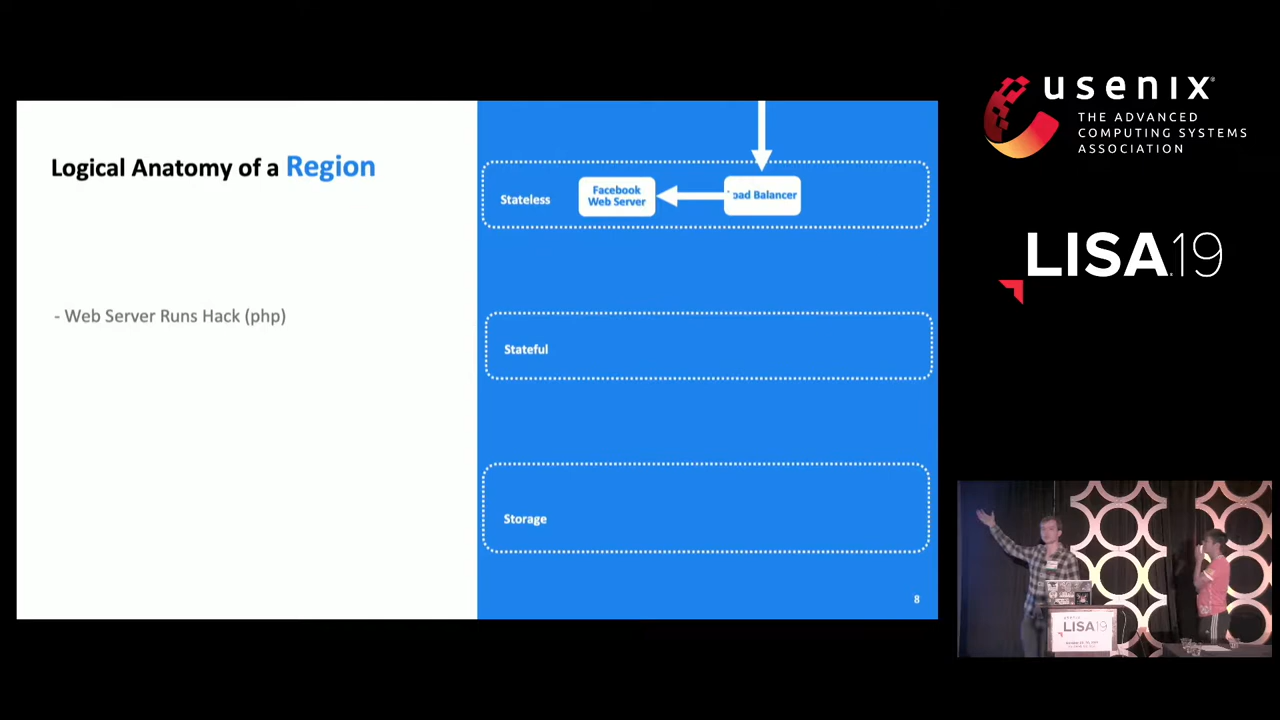 Logical Anatomy of a Region
- Web Server Runs Hack (php)
Stateless
Facebook
Web Server
oad Balancer
Stateful
Storage
8
usenix
THE ADVANCED
COMPUTING SYSTEMS
ASSOCIATION
LISA.19
LISA19